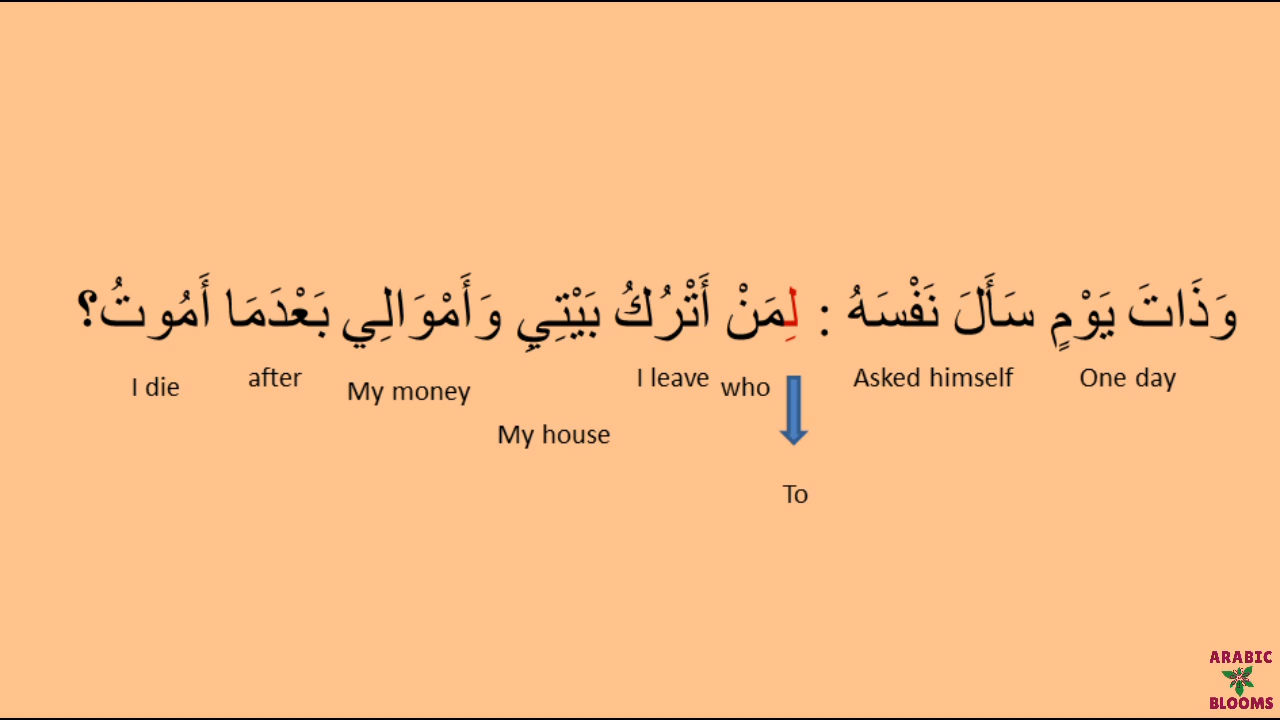 وَذَاتَ يَوْمٍ سَأَلَ نَفْسَهُ : لِمَنْ أَتْرُكُ بَيْتِيِ وَأَمْوَالِي بَعْدَمَا أَمُوتُ؟
One day
Asked himself
who
I leave
My house
My money
after
I die
To
ARABIC
BLOOMS